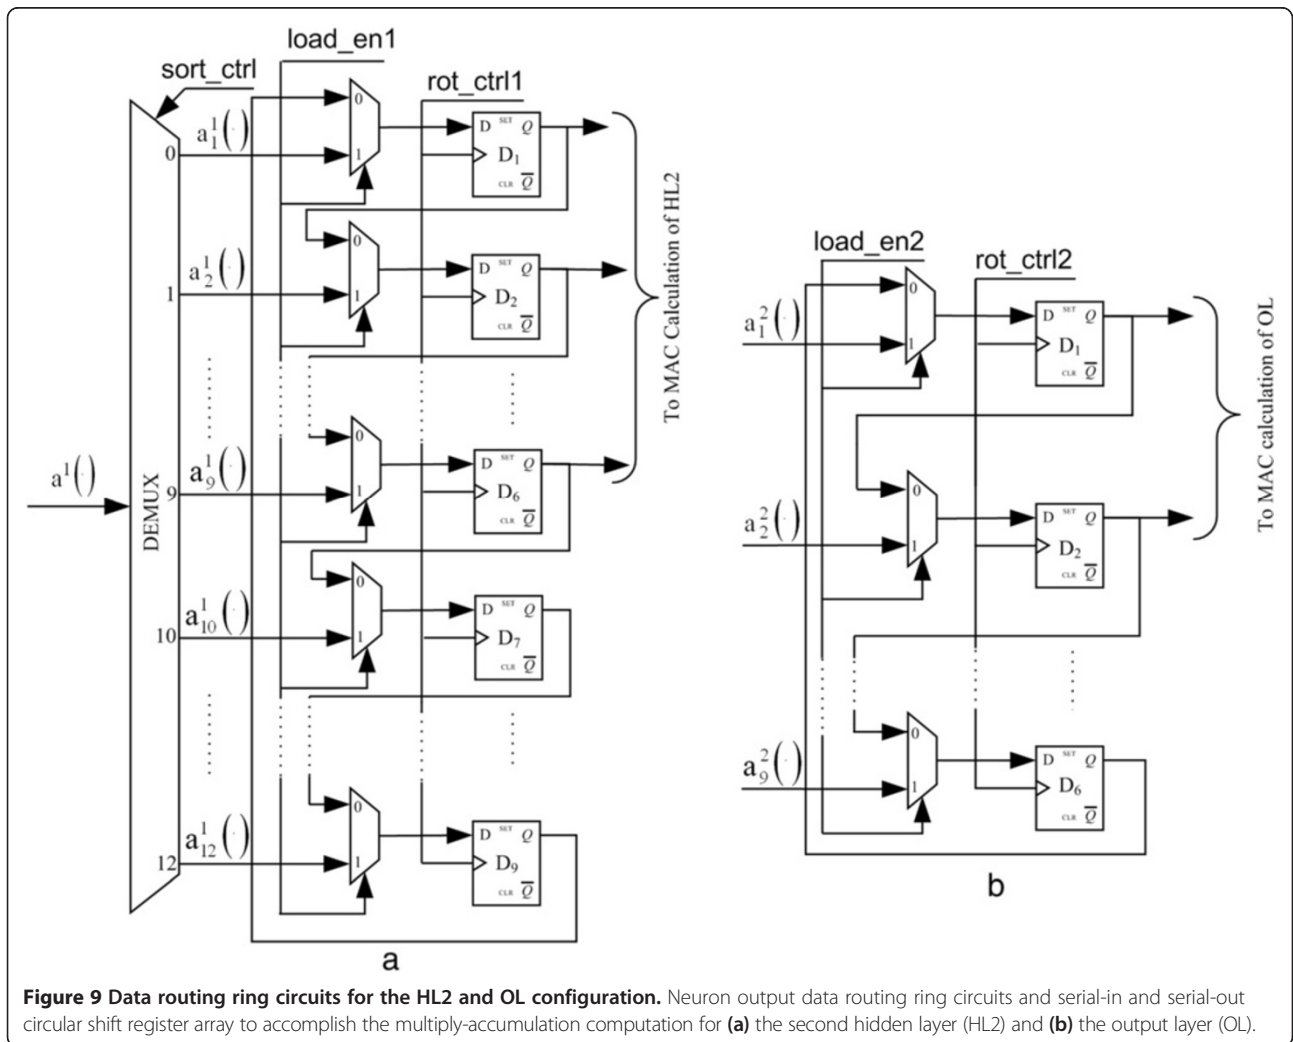 load_en1
sort_ctrl
rot_ctrl1
a₁¹(·)
0
0
1
D SET Q
D₁
CLR Q̅
a₂¹(·)
1
0
1
D SET Q
D₂
CLR Q̅
To MAC Calculation of HL2
a¹()
DEMUX
a₉¹(·)
9
0
1
D SET Q
D₆
CLR Q̅
a₁₀¹(·)
10
0
1
D SET Q
D₇
CLR Q̅
a₁₂¹(·)
12
0
1
D SET Q
D₉
CLR Q̅
a
load_en2
rot_ctrl2
a₁²(·)
0
1
D SET Q
D₁
CLR Q̅
a₂²(·)
0
1
D SET Q
D₂
CLR Q̅
To MAC calculation of OL
a₉²(·)
0
1
D SET Q
D₆
CLR Q̅
b
Figure 9 Data routing ring circuits for the HL2 and OL configuration. Neuron output data routing ring circuits and serial-in and serial-out
circular shift register array to accomplish the multiply-accumulation computation for (a) the second hidden layer (HL2) and (b) the output layer (OL).